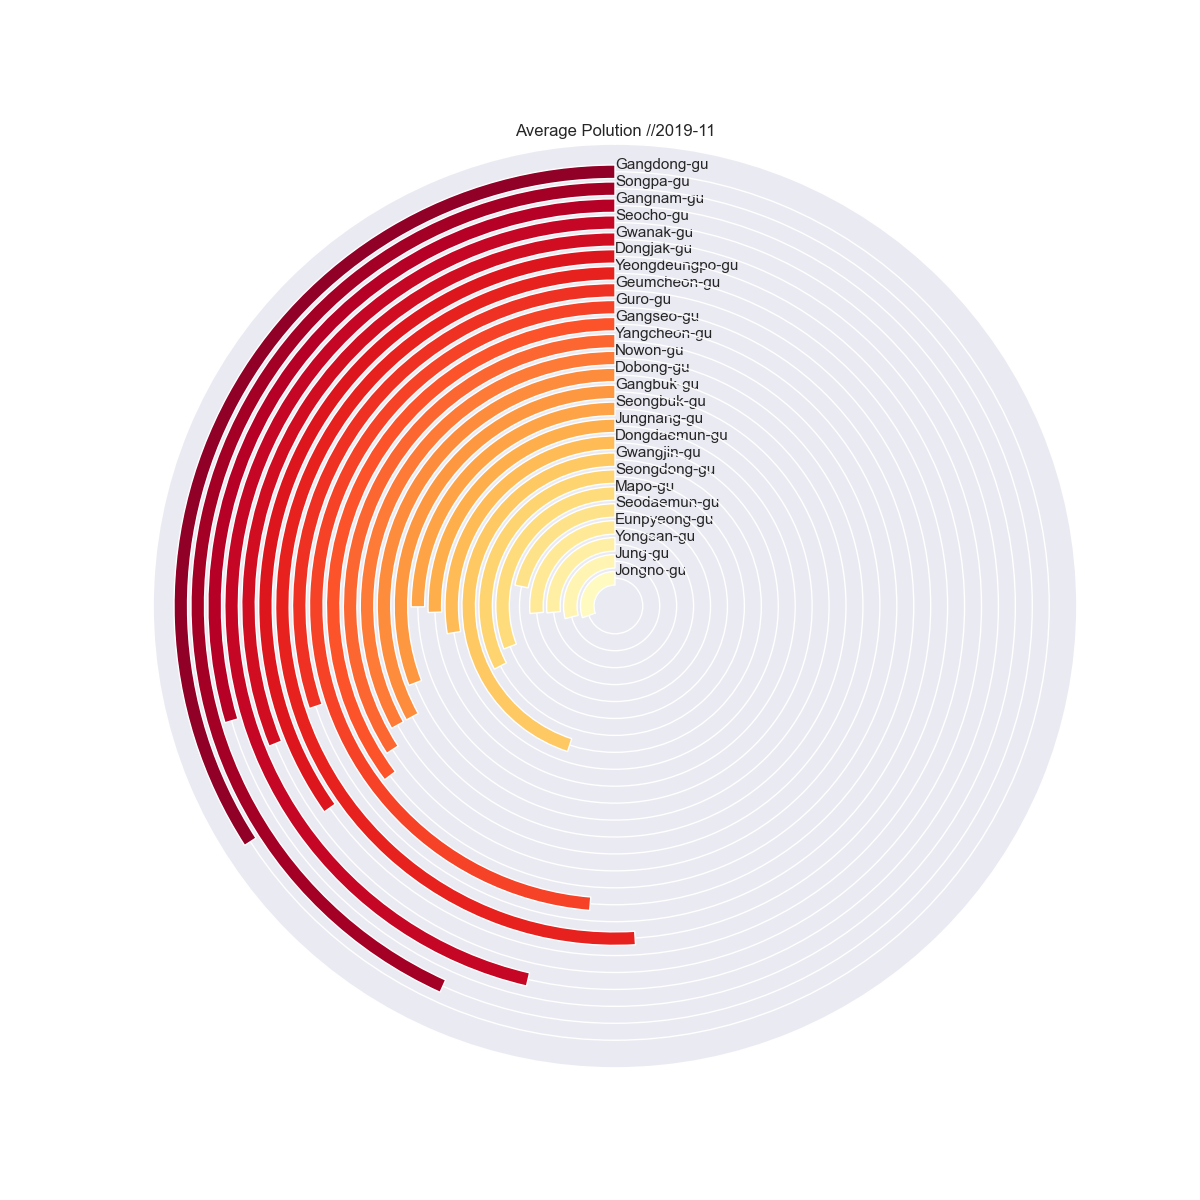 Average Polution //2019-11
Gangdong-gu
Songpa-gu
Gangnam-gu
Seocho-gu
Gwanak-gu
Dongjak-gu
Yeongdeungpo-gu
Geumcheon-gu
Guro-gu
Gangseo-gu
Yangcheon-gu
Nowon-gu
Dobong-gu
Gangbuk-gu
Seongbuk-gu
Jungnang-gu
Dongdaemun-gu
Gwangjin-gu
Seongdong-gu
Mapo-gu
Seodaemun-gu
Eunpyeong-gu
Yongsan-gu
Jung-gu
Jongno-gu